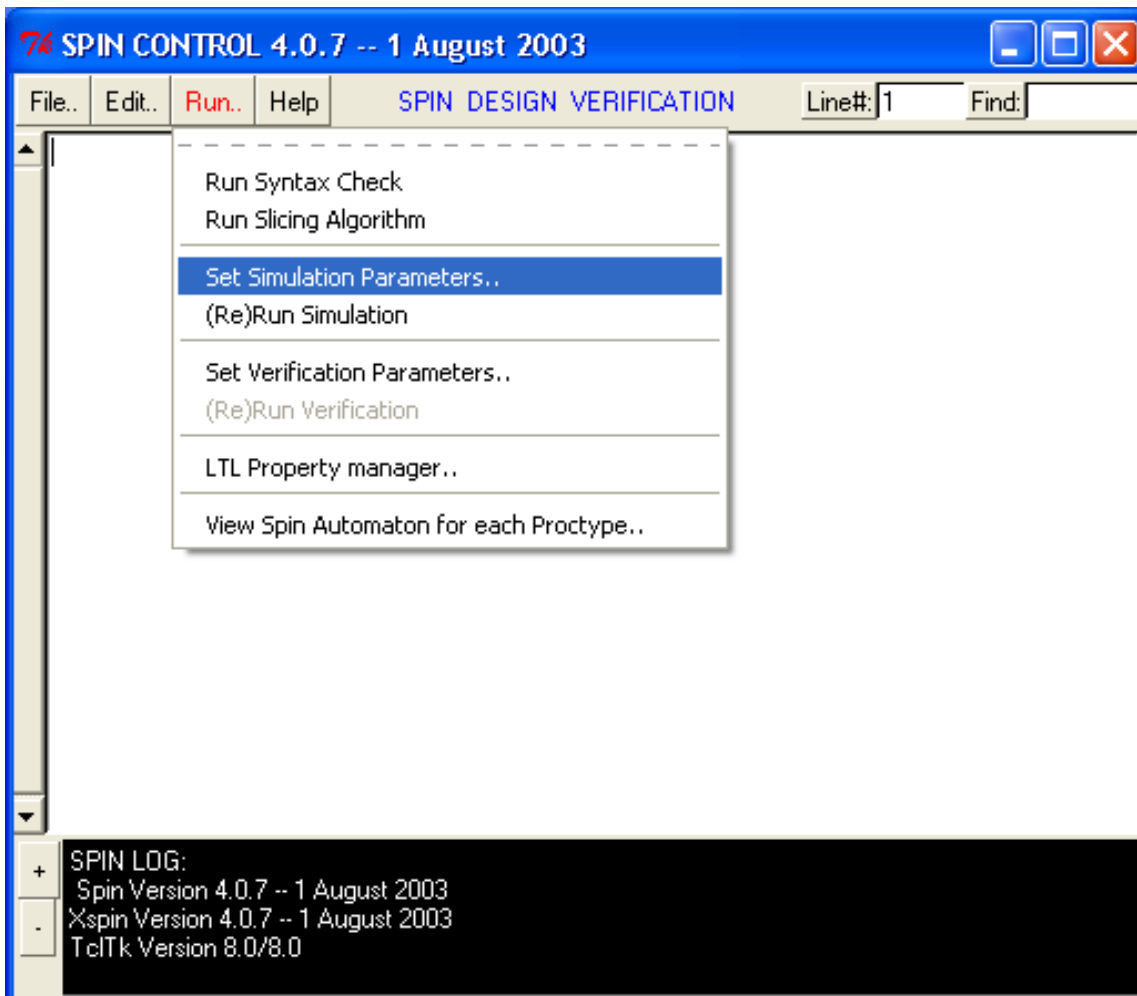 7k SPIN CONTROL 4.0.7 -- 1 August 2003
File.. Edit.. Run.. Help SPIN DESIGN VERIFICATION Line#: 1 Find:
Run Syntax Check
Run Slicing Algorithm
Set Simulation Parameters..
(Re)Run Simulation
Set Verification Parameters..
(Re)Run Verification
LTL Property manager..
View Spin Automaton for each Proctype..
+
-
SPIN LOG:
Spin Version 4.0.7 -- 1 August 2003
Xspin Version 4.0.7 -- 1 August 2003
TclTk Version 8.0/8.0